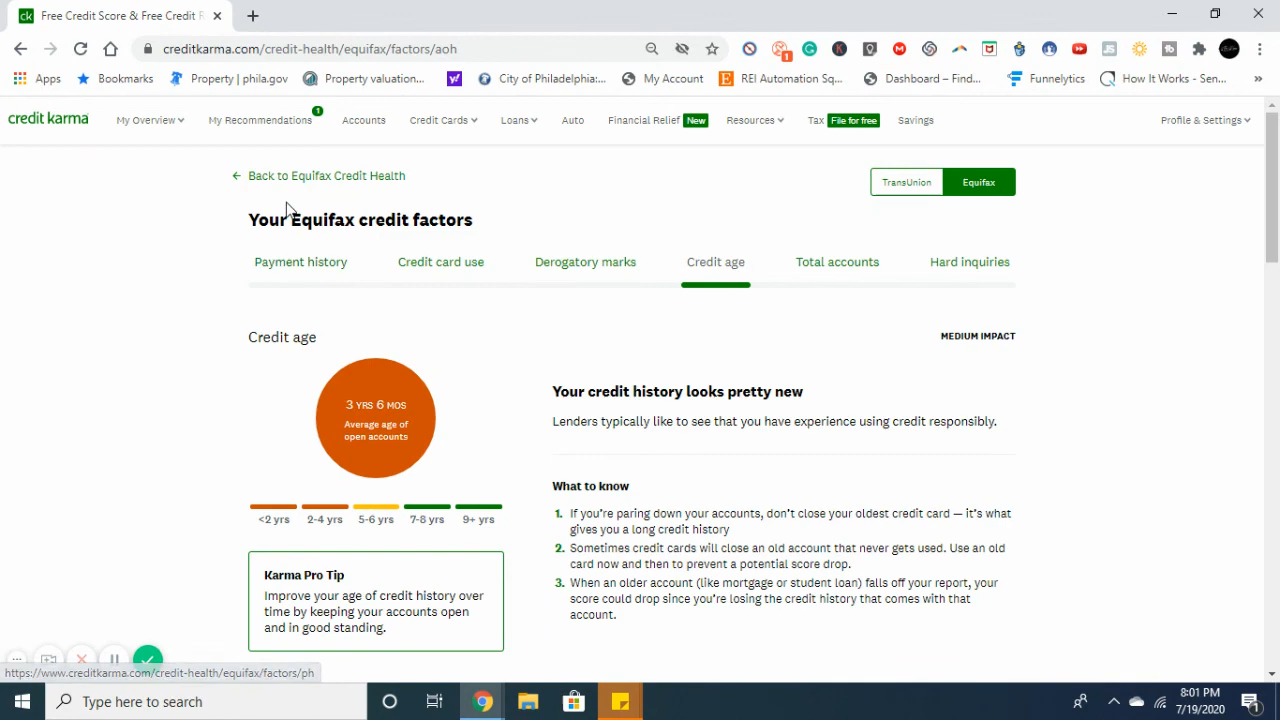 ck Free Credit Score & Free Credit R
creditkarma.com/credit-health/equifax/factors/aoh
1
JS
Apps Bookmarks Property | phila.gov Property valuation... y! City of Philadelphia:... My Account E REI Automation Sq... Dashboard – Find... Funnelytics How It Works - Sen... »
credit karma My Overview My Recommendations 1 Accounts Credit Cards Loans Auto Financial Relief New Resources Tax File for free Savings Profile & Settings
← Back to Equifax Credit Health
TransUnion Equifax
Your Equifax credit factors
Payment history Credit card use Derogatory marks Credit age Total accounts Hard inquiries
Credit age
MEDIUM IMPACT
3 YRS 6 MOS
Average age of
open accounts
<2 yrs 2-4 yrs 5-6 yrs 7-8 yrs 9+ yrs
Karma Pro Tip
Improve your age of credit history over
time by keeping your accounts open
and in good standing.
Your credit history looks pretty new
Lenders typically like to see that you have experience using credit responsibly.
What to know
1. If you're paring down your accounts, don't close your oldest credit card — it's what
gives you a long credit history
2. Sometimes credit cards will close an old account that never gets used. Use an old
card now and then to prevent a potential score drop.
3. When an older account (like mortgage or student loan) falls off your report, your
score could drop since you're losing the credit history that comes with that
account.
https://www.creditkarma.com/credit-health/equifax/factors/ph
Type here to search
8:01 PM
7/19/2020
1